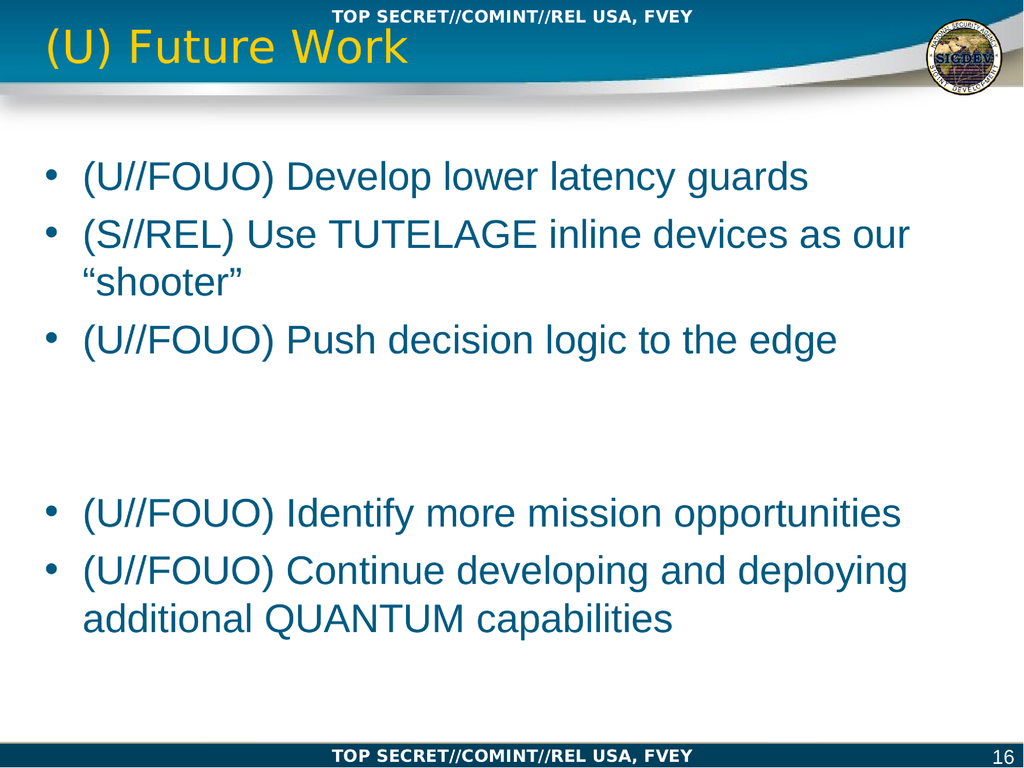 TOP SECRET//COMINT//REL USA, FVEY
(U) Future Work
NATIONAL SECURITY AGENCY
SIGDEV
SIGINT DEVELOPMENT
• (U//FOUO) Develop lower latency guards
• (S//REL) Use TUTELAGE inline devices as our
“shooter”
• (U//FOUO) Push decision logic to the edge
• (U//FOUO) Identify more mission opportunities
• (U//FOUO) Continue developing and deploying
additional QUANTUM capabilities
TOP SECRET//COMINT//REL USA, FVEY
16